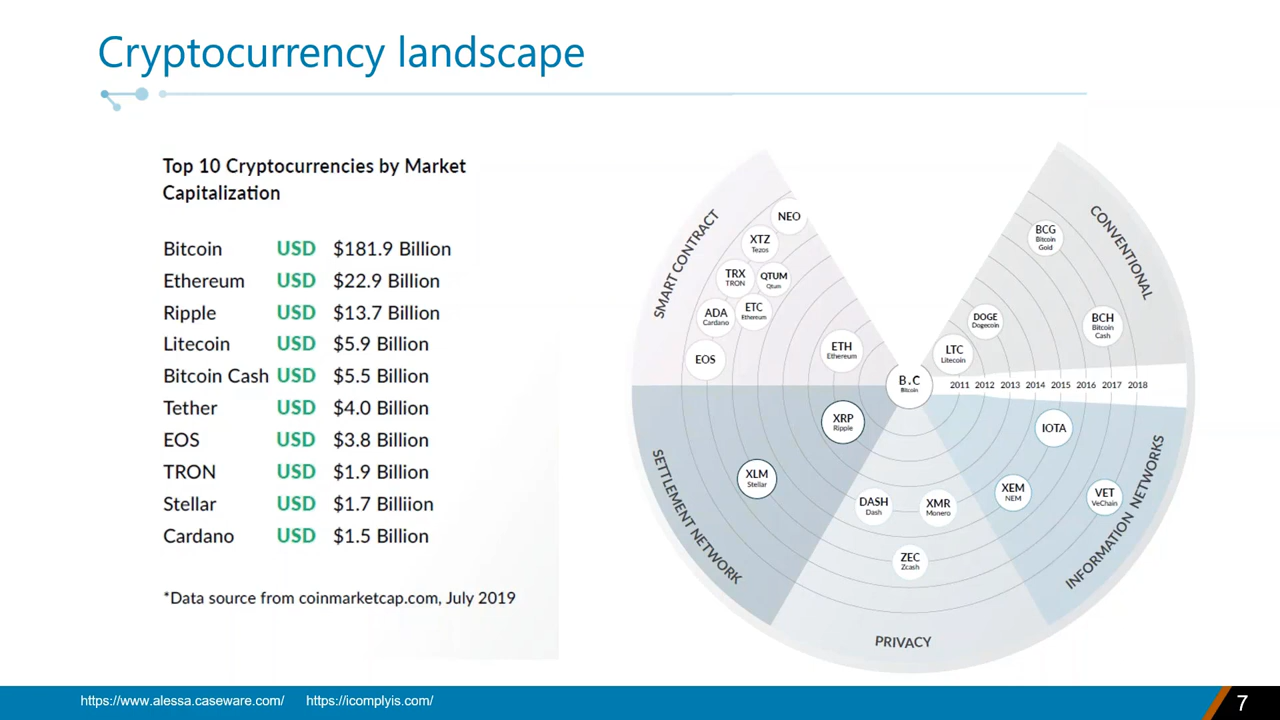 Cryptocurrency landscape
Top 10 Cryptocurrencies by Market
Capitalization
Bitcoin USD $181.9 Billion
Ethereum USD $22.9 Billion
Ripple USD $13.7 Billion
Litecoin USD $5.9 Billion
Bitcoin Cash USD $5.5 Billion
Tether USD $4.0 Billion
EOS USD $3.8 Billion
TRON USD $1.9 Billion
Stellar USD $1.7 Billiion
Cardano USD $1.5 Billion
*Data source from coinmarketcap.com, July 2019
SMART CONTRACT
NEO
XTZ
Tezos
TRX
TRON
QTUM
Qtum
ADA
Cardano
ETC
Ethereum
EOS
ETH
Ethereum
CONVENTIONAL
BCG
Bitcoin
Gold
DOGE
Dogecoin
BCH
Bitcoin
Cash
LTC
Litecoin
B.C
Bitcoin
2011 2012 2013 2014 2015 2016 2017 2018
SETTLEMENT NETWORK
XRP
Ripple
XLM
Stellar
PRIVACY
DASH
Dash
XMR
Monero
ZEC
Zcash
INFORMATION NETWORKS
IOTA
XEM
NEM
VET
VeChain
https://www.alessa.caseware.com/ https://icomplyis.com/
7